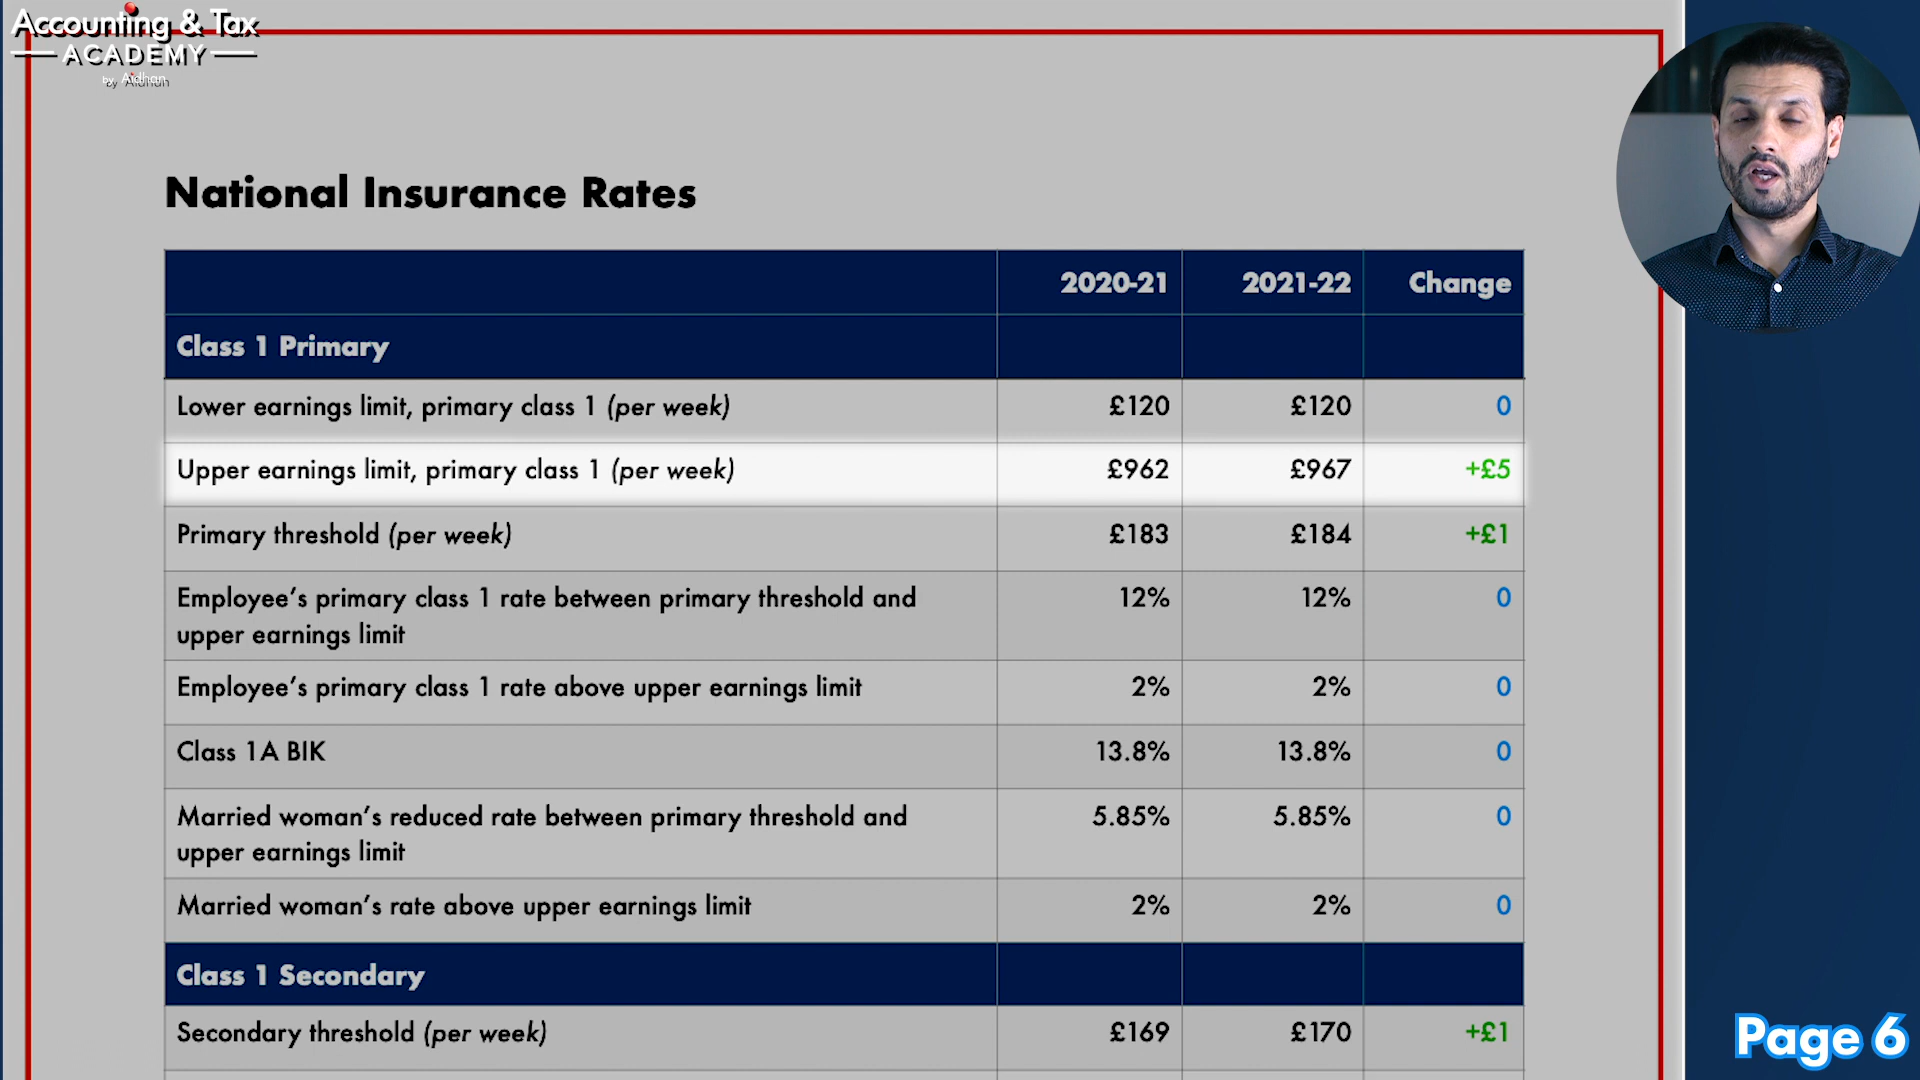 Accounting & Tax
ACADEMY
by Aidhan
National Insurance Rates
2020-21 2021-22 Change
Class 1 Primary
Lower earnings limit, primary class 1 (per week) £120 £120 0
Upper earnings limit, primary class 1 (per week) £962 £967 +£5
Primary threshold (per week) £183 £184 +£1
Employee’s primary class 1 rate between primary threshold and 12% 12% 0
upper earnings limit
Employee’s primary class 1 rate above upper earnings limit 2% 2% 0
Class 1A BIK 13.8% 13.8% 0
Married woman’s reduced rate between primary threshold and 5.85% 5.85% 0
upper earnings limit
Married woman’s rate above upper earnings limit 2% 2% 0
Class 1 Secondary
Secondary threshold (per week) £169 £170 +£1
Page 6